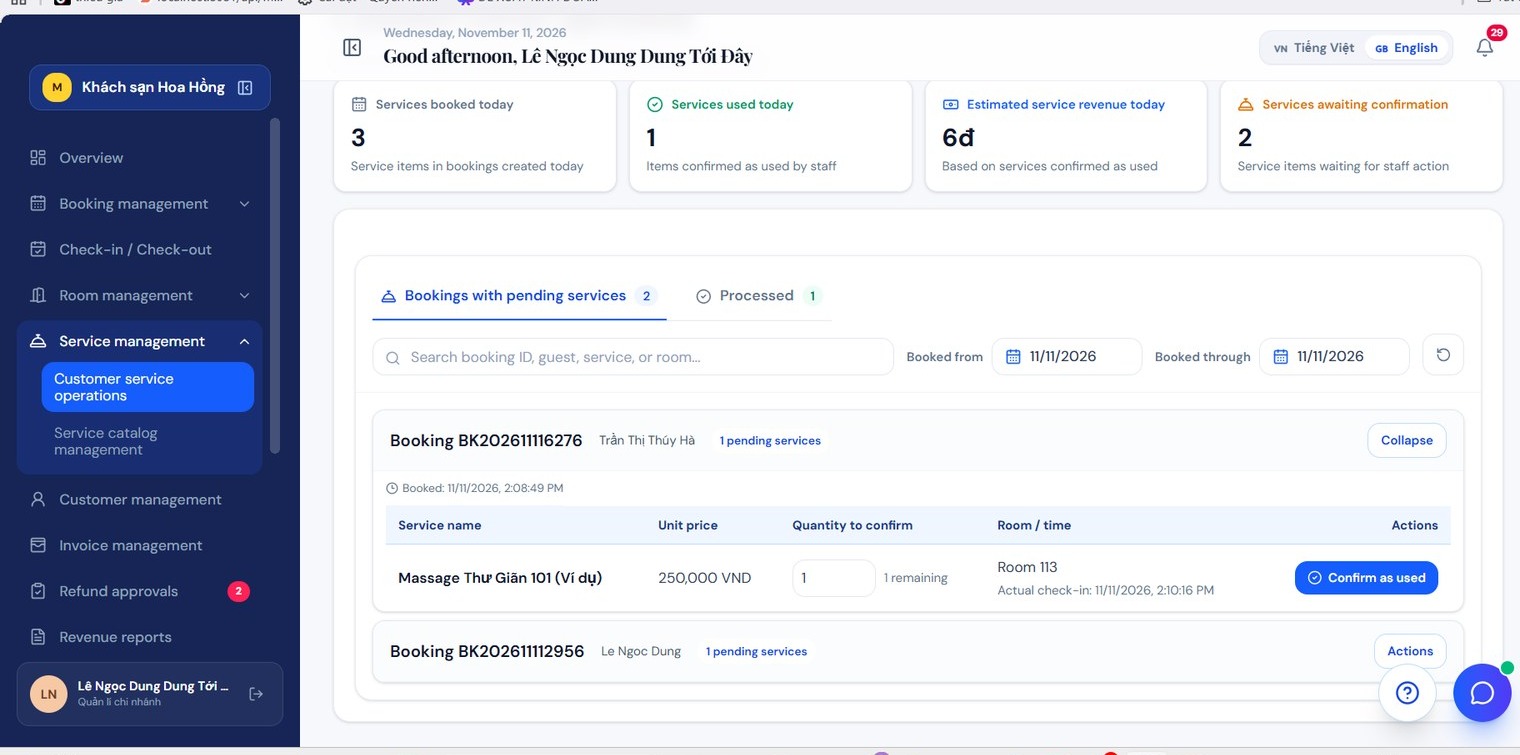 Wednesday, November 11, 2026
Good afternoon, Lê Ngọc Dung Dung Tới Đây
VN Tiếng Việt
GB English
29
M
Khách sạn Hoa Hồng
Overview
Booking management
Check-in / Check-out
Room management
Service management
Customer service
operations
Service catalog
management
Customer management
Invoice management
Refund approvals
2
Revenue reports
LN
Lê Ngọc Dung Dung Tới ...
Quản lí chi nhánh
Services booked today
3
Service items in bookings created today
Services used today
1
Items confirmed as used by staff
Estimated service revenue today
6đ
Based on services confirmed as used
Services awaiting confirmation
2
Service items waiting for staff action
Bookings with pending services 2
Processed 1
Search booking ID, guest, service, or room...
Booked from
11/11/2026
Booked through
11/11/2026
Booking BK202611116276 Trần Thị Thúy Hà 1 pending services
Collapse
Booked: 11/11/2026, 2:08:49 PM
Service name Unit price Quantity to confirm Room / time Actions
Massage Thư Giãn 101 (Ví dụ) 250,000 VND 1 1 remaining
Room 113
Actual check-in: 11/11/2026, 2:10:16 PM
Confirm as used
Booking BK202611112956 Le Ngoc Dung 1 pending services
Actions